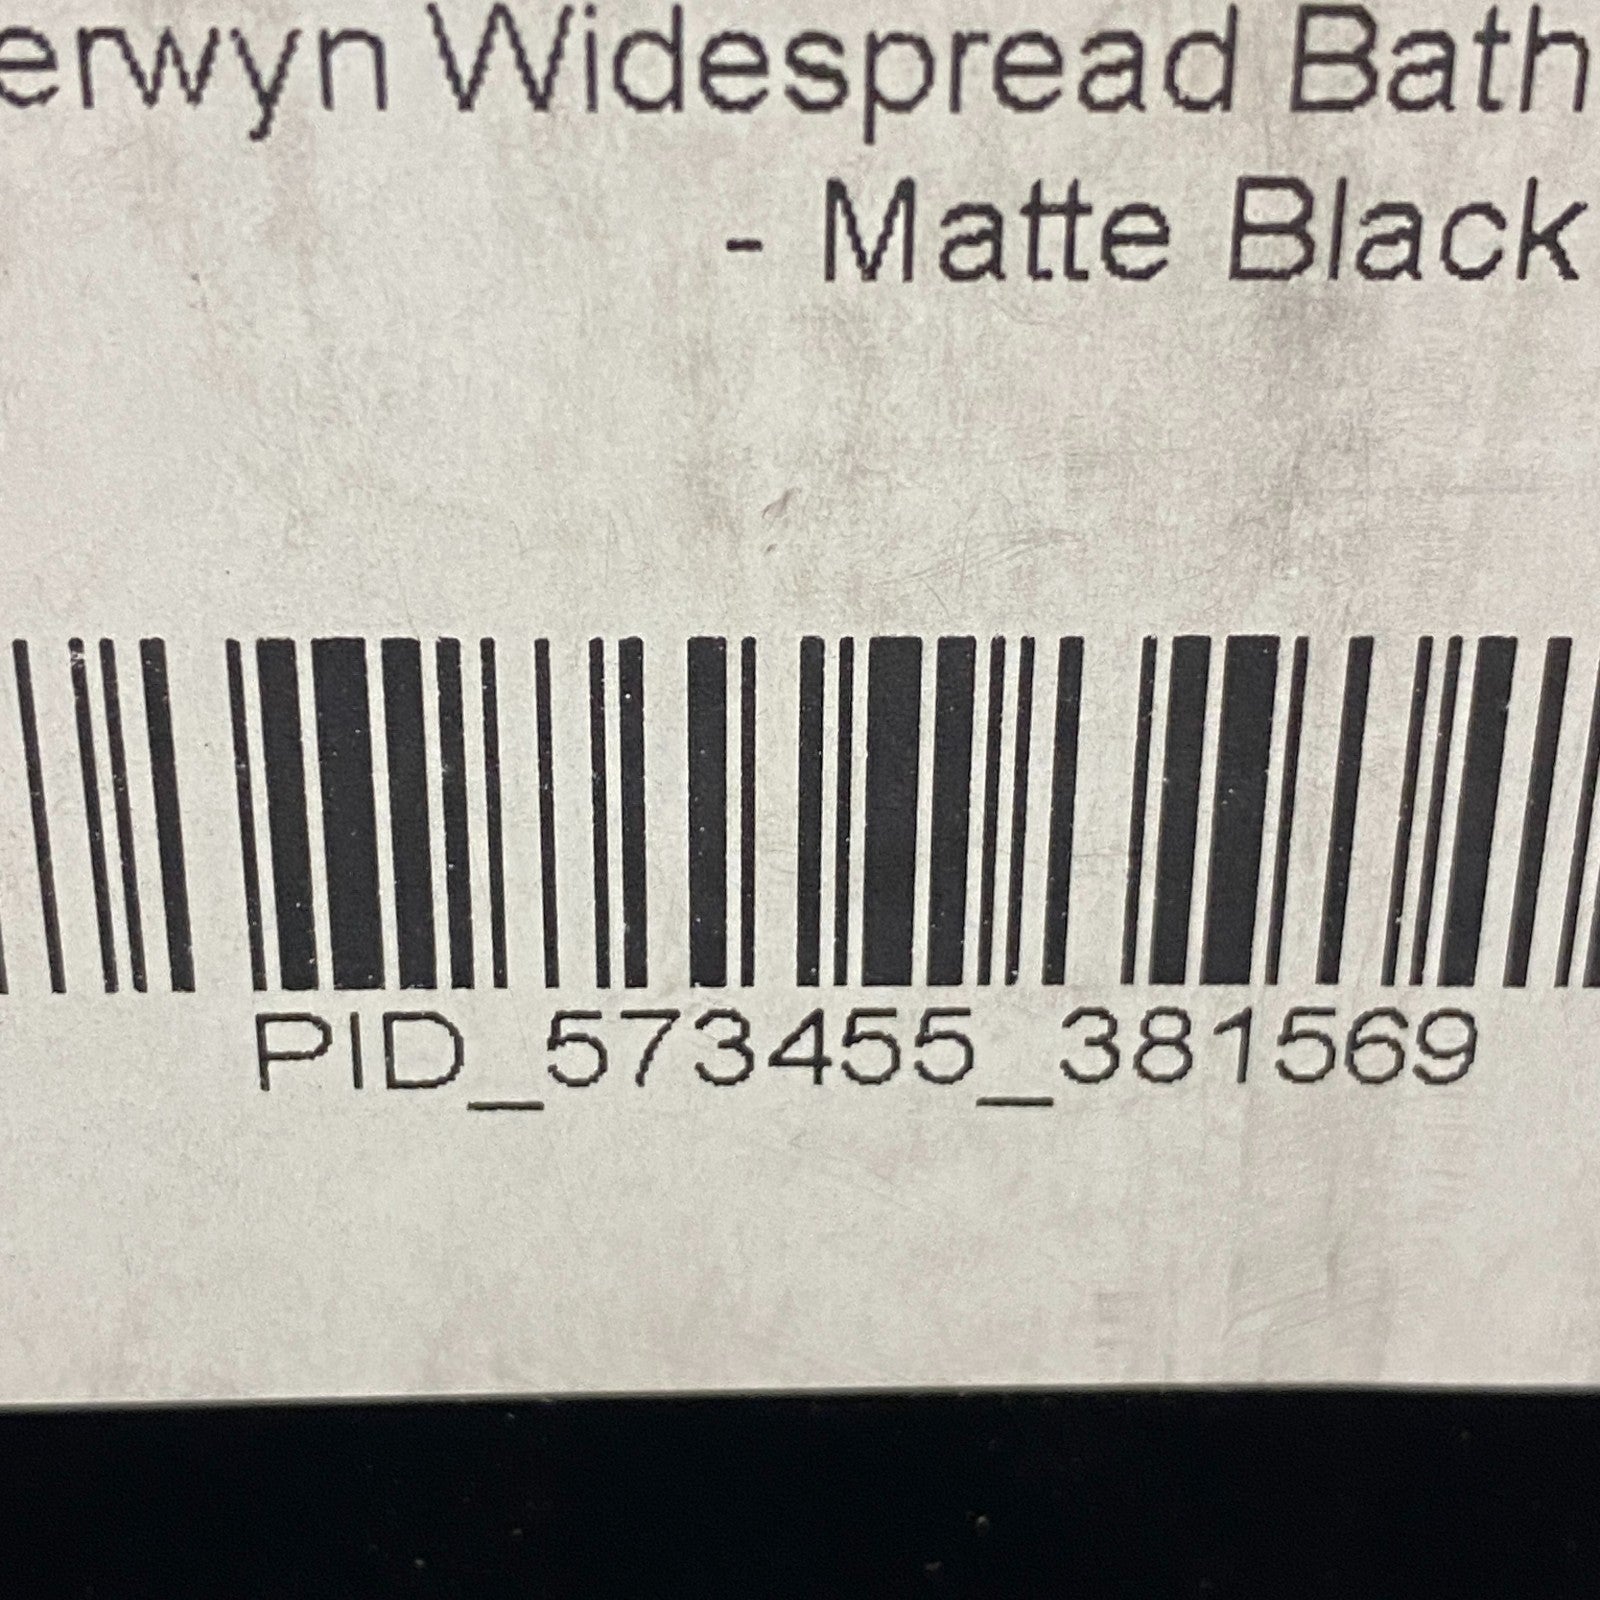 erwyn Widespread Bath
- Matte Black
PID_573455_381569